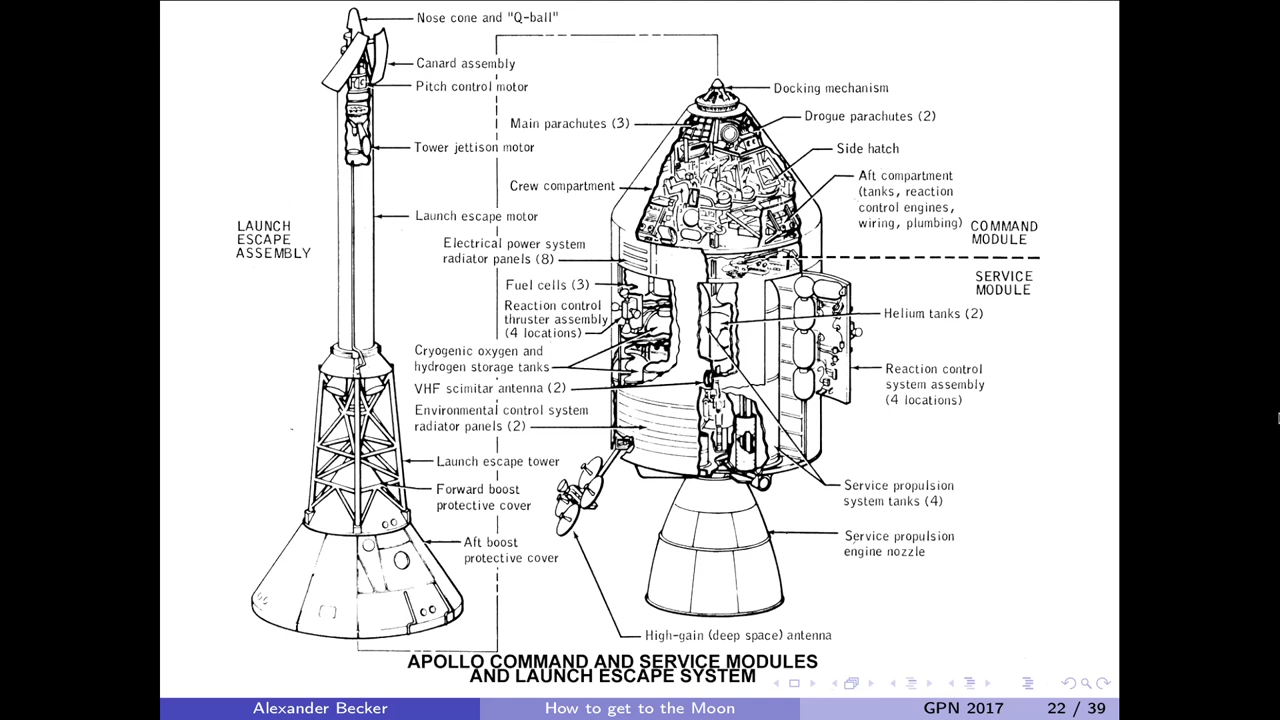 Nose cone and "Q-ball"
Canard assembly
Pitch control motor
Tower jettison motor
Launch escape motor
LAUNCH
ESCAPE
ASSEMBLY
Launch escape tower
Forward boost
protective cover
Aft boost
protective cover
Docking mechanism
Main parachutes (3)
Drogue parachutes (2)
Side hatch
Crew compartment
Aft compartment
(tanks, reaction
control engines,
wiring, plumbing)
COMMAND
MODULE
SERVICE
MODULE
Electrical power system
radiator panels (8)
Fuel cells (3)
Reaction control
thruster assembly
(4 locations)
Cryogenic oxygen and
hydrogen storage tanks
VHF scimitar antenna (2)
Environmental control system
radiator panels (2)
Helium tanks (2)
Reaction control
system assembly
(4 locations)
Service propulsion
system tanks (4)
Service propulsion
engine nozzle
High-gain (deep space) antenna
APOLLO COMMAND AND SERVICE MODULES
AND LAUNCH ESCAPE SYSTEM
Alexander Becker
How to get to the Moon
GPN 2017
22 / 39